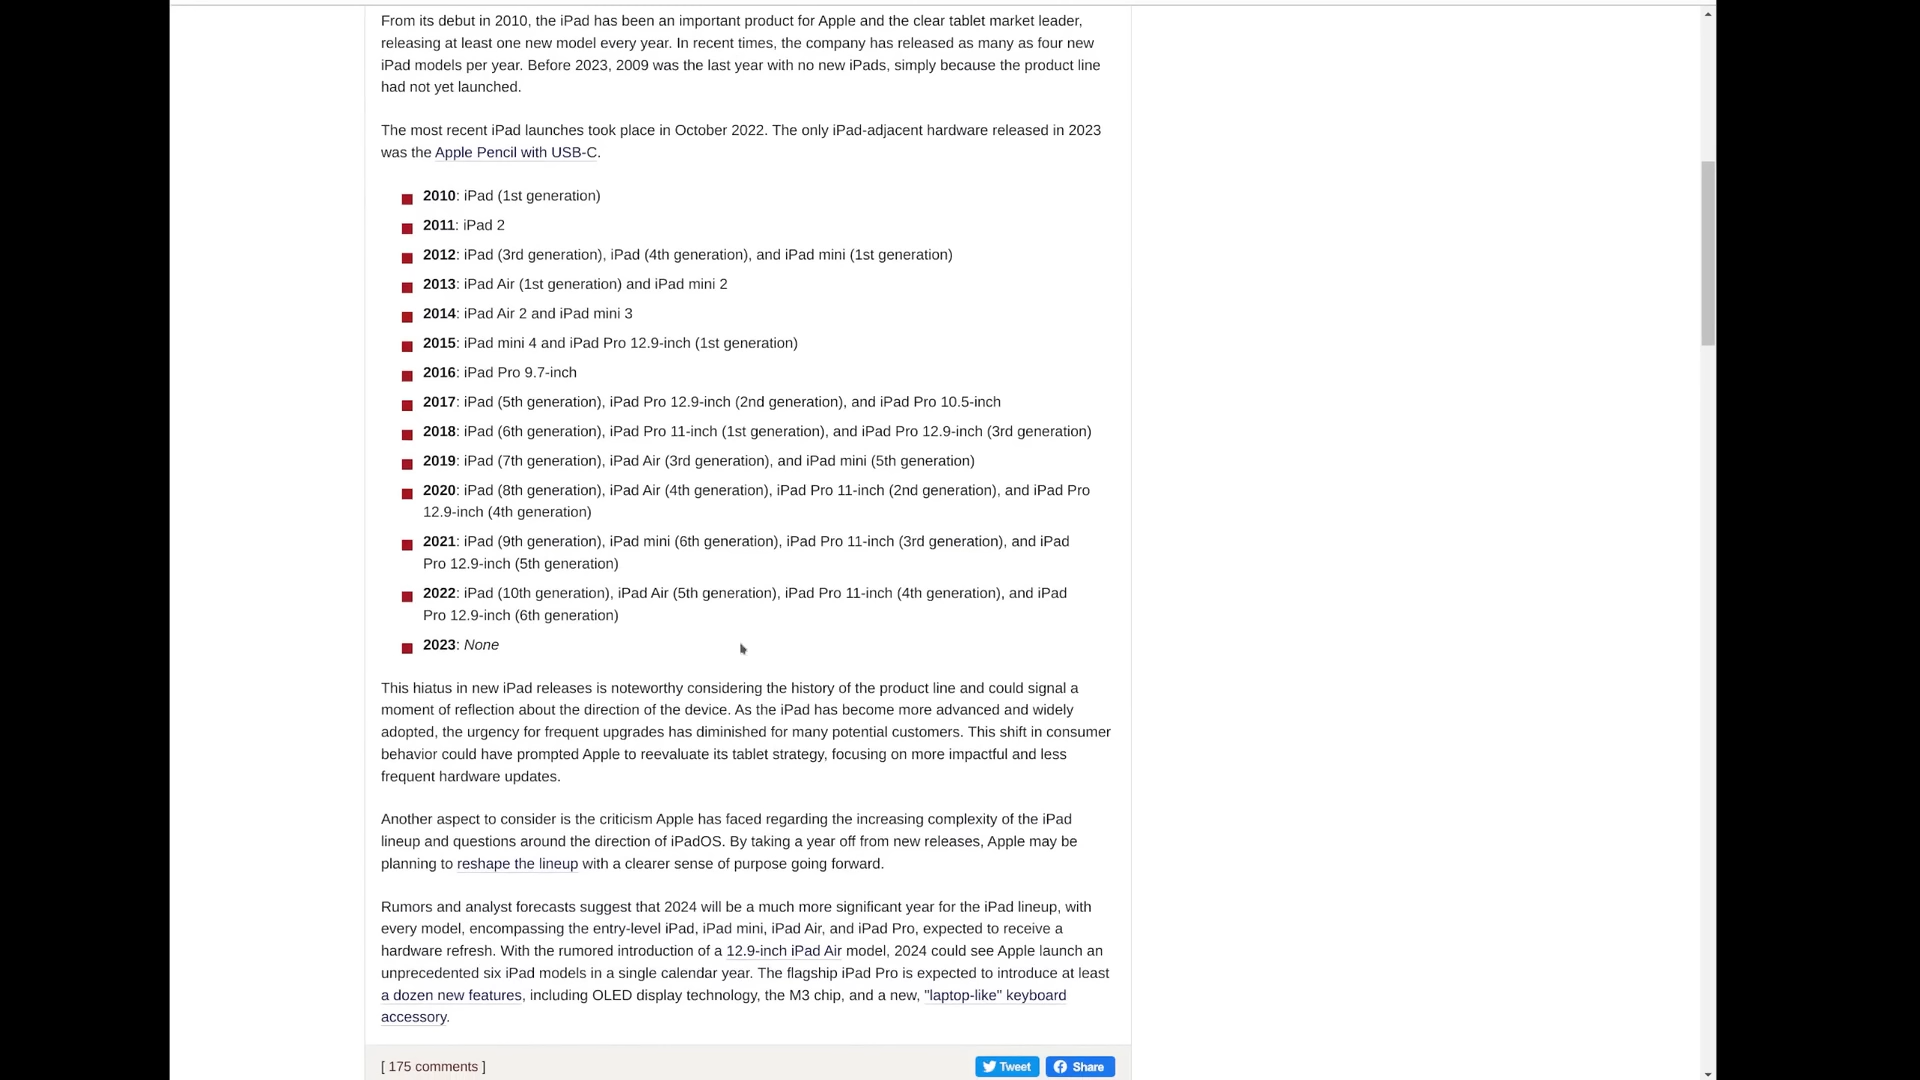 From its debut in 2010, the iPad has been an important product for Apple and the clear tablet market leader,
releasing at least one new model every year. In recent times, the company has released as many as four new
iPad models per year. Before 2023, 2009 was the last year with no new iPads, simply because the product line
had not yet launched.
The most recent iPad launches took place in October 2022. The only iPad-adjacent hardware released in 2023
was the Apple Pencil with USB-C.
2010: iPad (1st generation)
2011: iPad 2
2012: iPad (3rd generation), iPad (4th generation), and iPad mini (1st generation)
2013: iPad Air (1st generation) and iPad mini 2
2014: iPad Air 2 and iPad mini 3
2015: iPad mini 4 and iPad Pro 12.9-inch (1st generation)
2016: iPad Pro 9.7-inch
2017: iPad (5th generation), iPad Pro 12.9-inch (2nd generation), and iPad Pro 10.5-inch
2018: iPad (6th generation), iPad Pro 11-inch (1st generation), and iPad Pro 12.9-inch (3rd generation)
2019: iPad (7th generation), iPad Air (3rd generation), and iPad mini (5th generation)
2020: iPad (8th generation), iPad Air (4th generation), iPad Pro 11-inch (2nd generation), and iPad Pro
12.9-inch (4th generation)
2021: iPad (9th generation), iPad mini (6th generation), iPad Pro 11-inch (3rd generation), and iPad
Pro 12.9-inch (5th generation)
2022: iPad (10th generation), iPad Air (5th generation), iPad Pro 11-inch (4th generation), and iPad
Pro 12.9-inch (6th generation)
2023: None
This hiatus in new iPad releases is noteworthy considering the history of the product line and could signal a
moment of reflection about the direction of the device. As the iPad has become more advanced and widely
adopted, the urgency for frequent upgrades has diminished for many potential customers. This shift in consumer
behavior could have prompted Apple to reevaluate its tablet strategy, focusing on more impactful and less
frequent hardware updates.
Another aspect to consider is the criticism Apple has faced regarding the increasing complexity of the iPad
lineup and questions around the direction of iPadOS. By taking a year off from new releases, Apple may be
planning to reshape the lineup with a clearer sense of purpose going forward.
Rumors and analyst forecasts suggest that 2024 will be a much more significant year for the iPad lineup, with
every model, encompassing the entry-level iPad, iPad mini, iPad Air, and iPad Pro, expected to receive a
hardware refresh. With the rumored introduction of a 12.9-inch iPad Air model, 2024 could see Apple launch an
unprecedented six iPad models in a single calendar year. The flagship iPad Pro is expected to introduce at least
a dozen new features, including OLED display technology, the M3 chip, and a new, "laptop-like" keyboard
accessory.
[ 175 comments ] Tweet Share